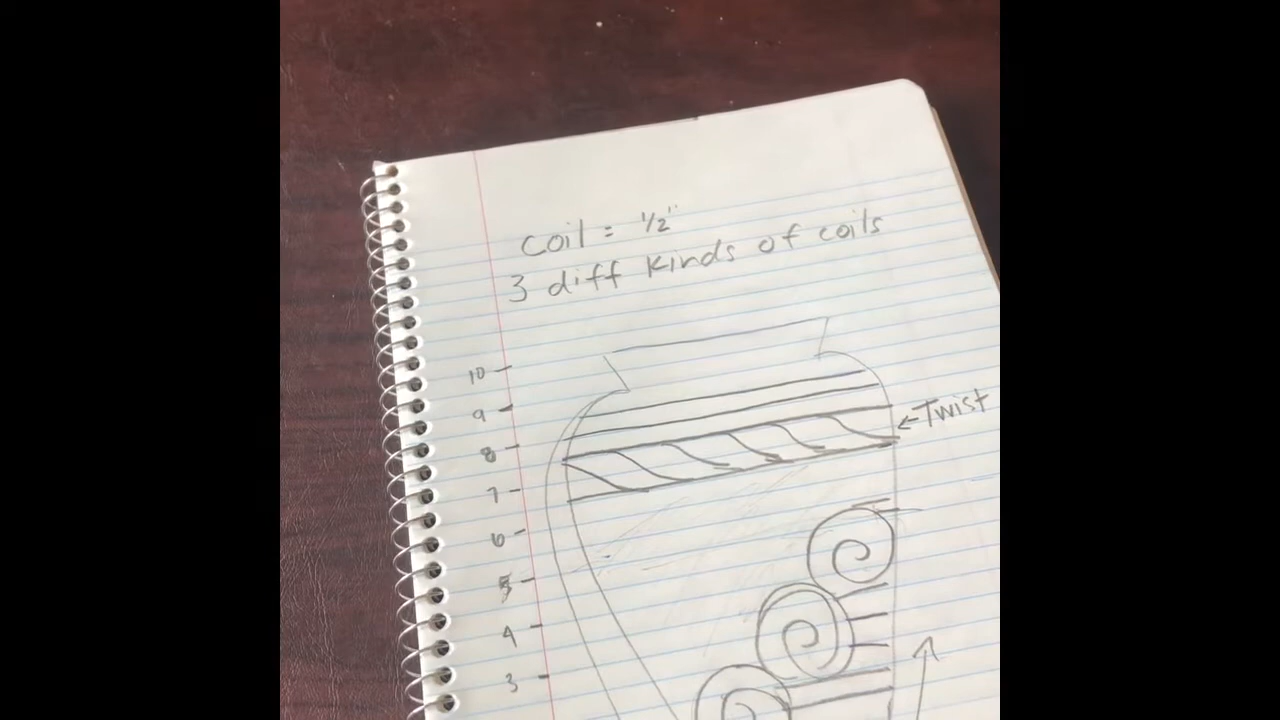 coil = 1/2"
3 diff kinds of coils
10
9
← Twist
8
7
6
5
4
3